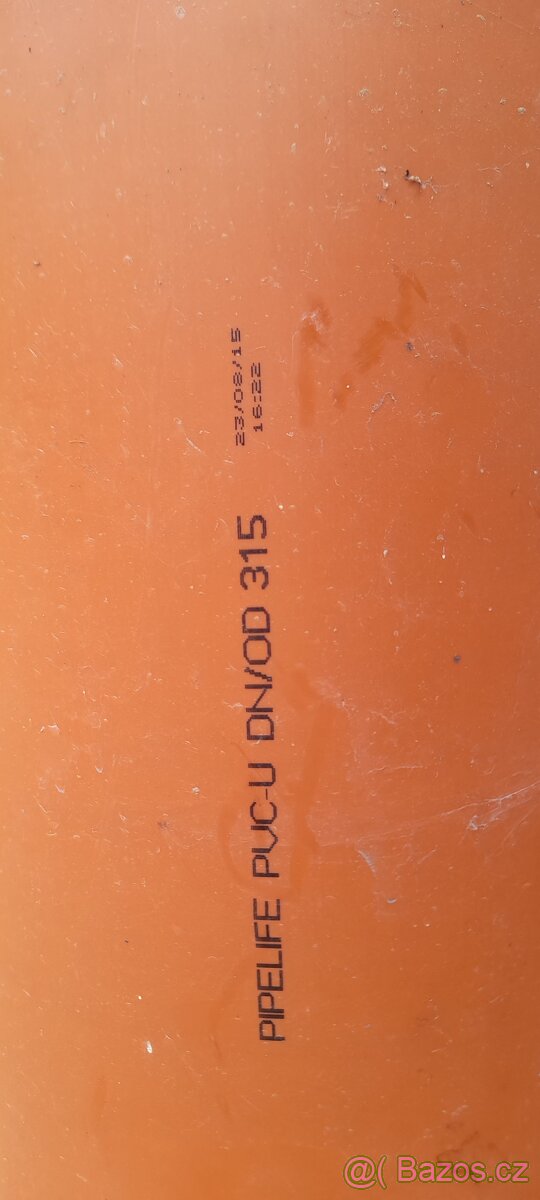 PIPELIFE PVC-U DN/OD 315
23/08/15
16:22
@( Bazos.cz